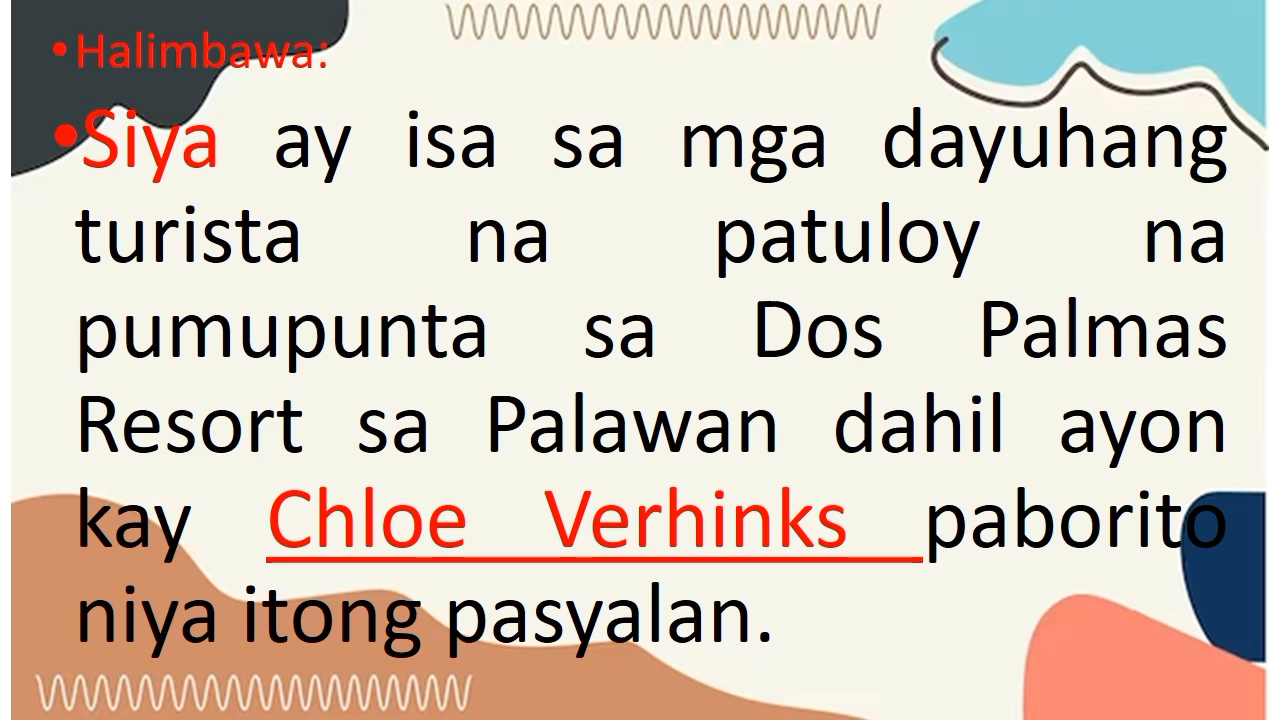 •Halimbawa:
•Siya ay isa sa mga dayuhang
turista na patuloy na
pumupunta sa Dos Palmas
Resort sa Palawan dahil ayon
kay Chloe Verhinks paborito
niya itong pasyalan.